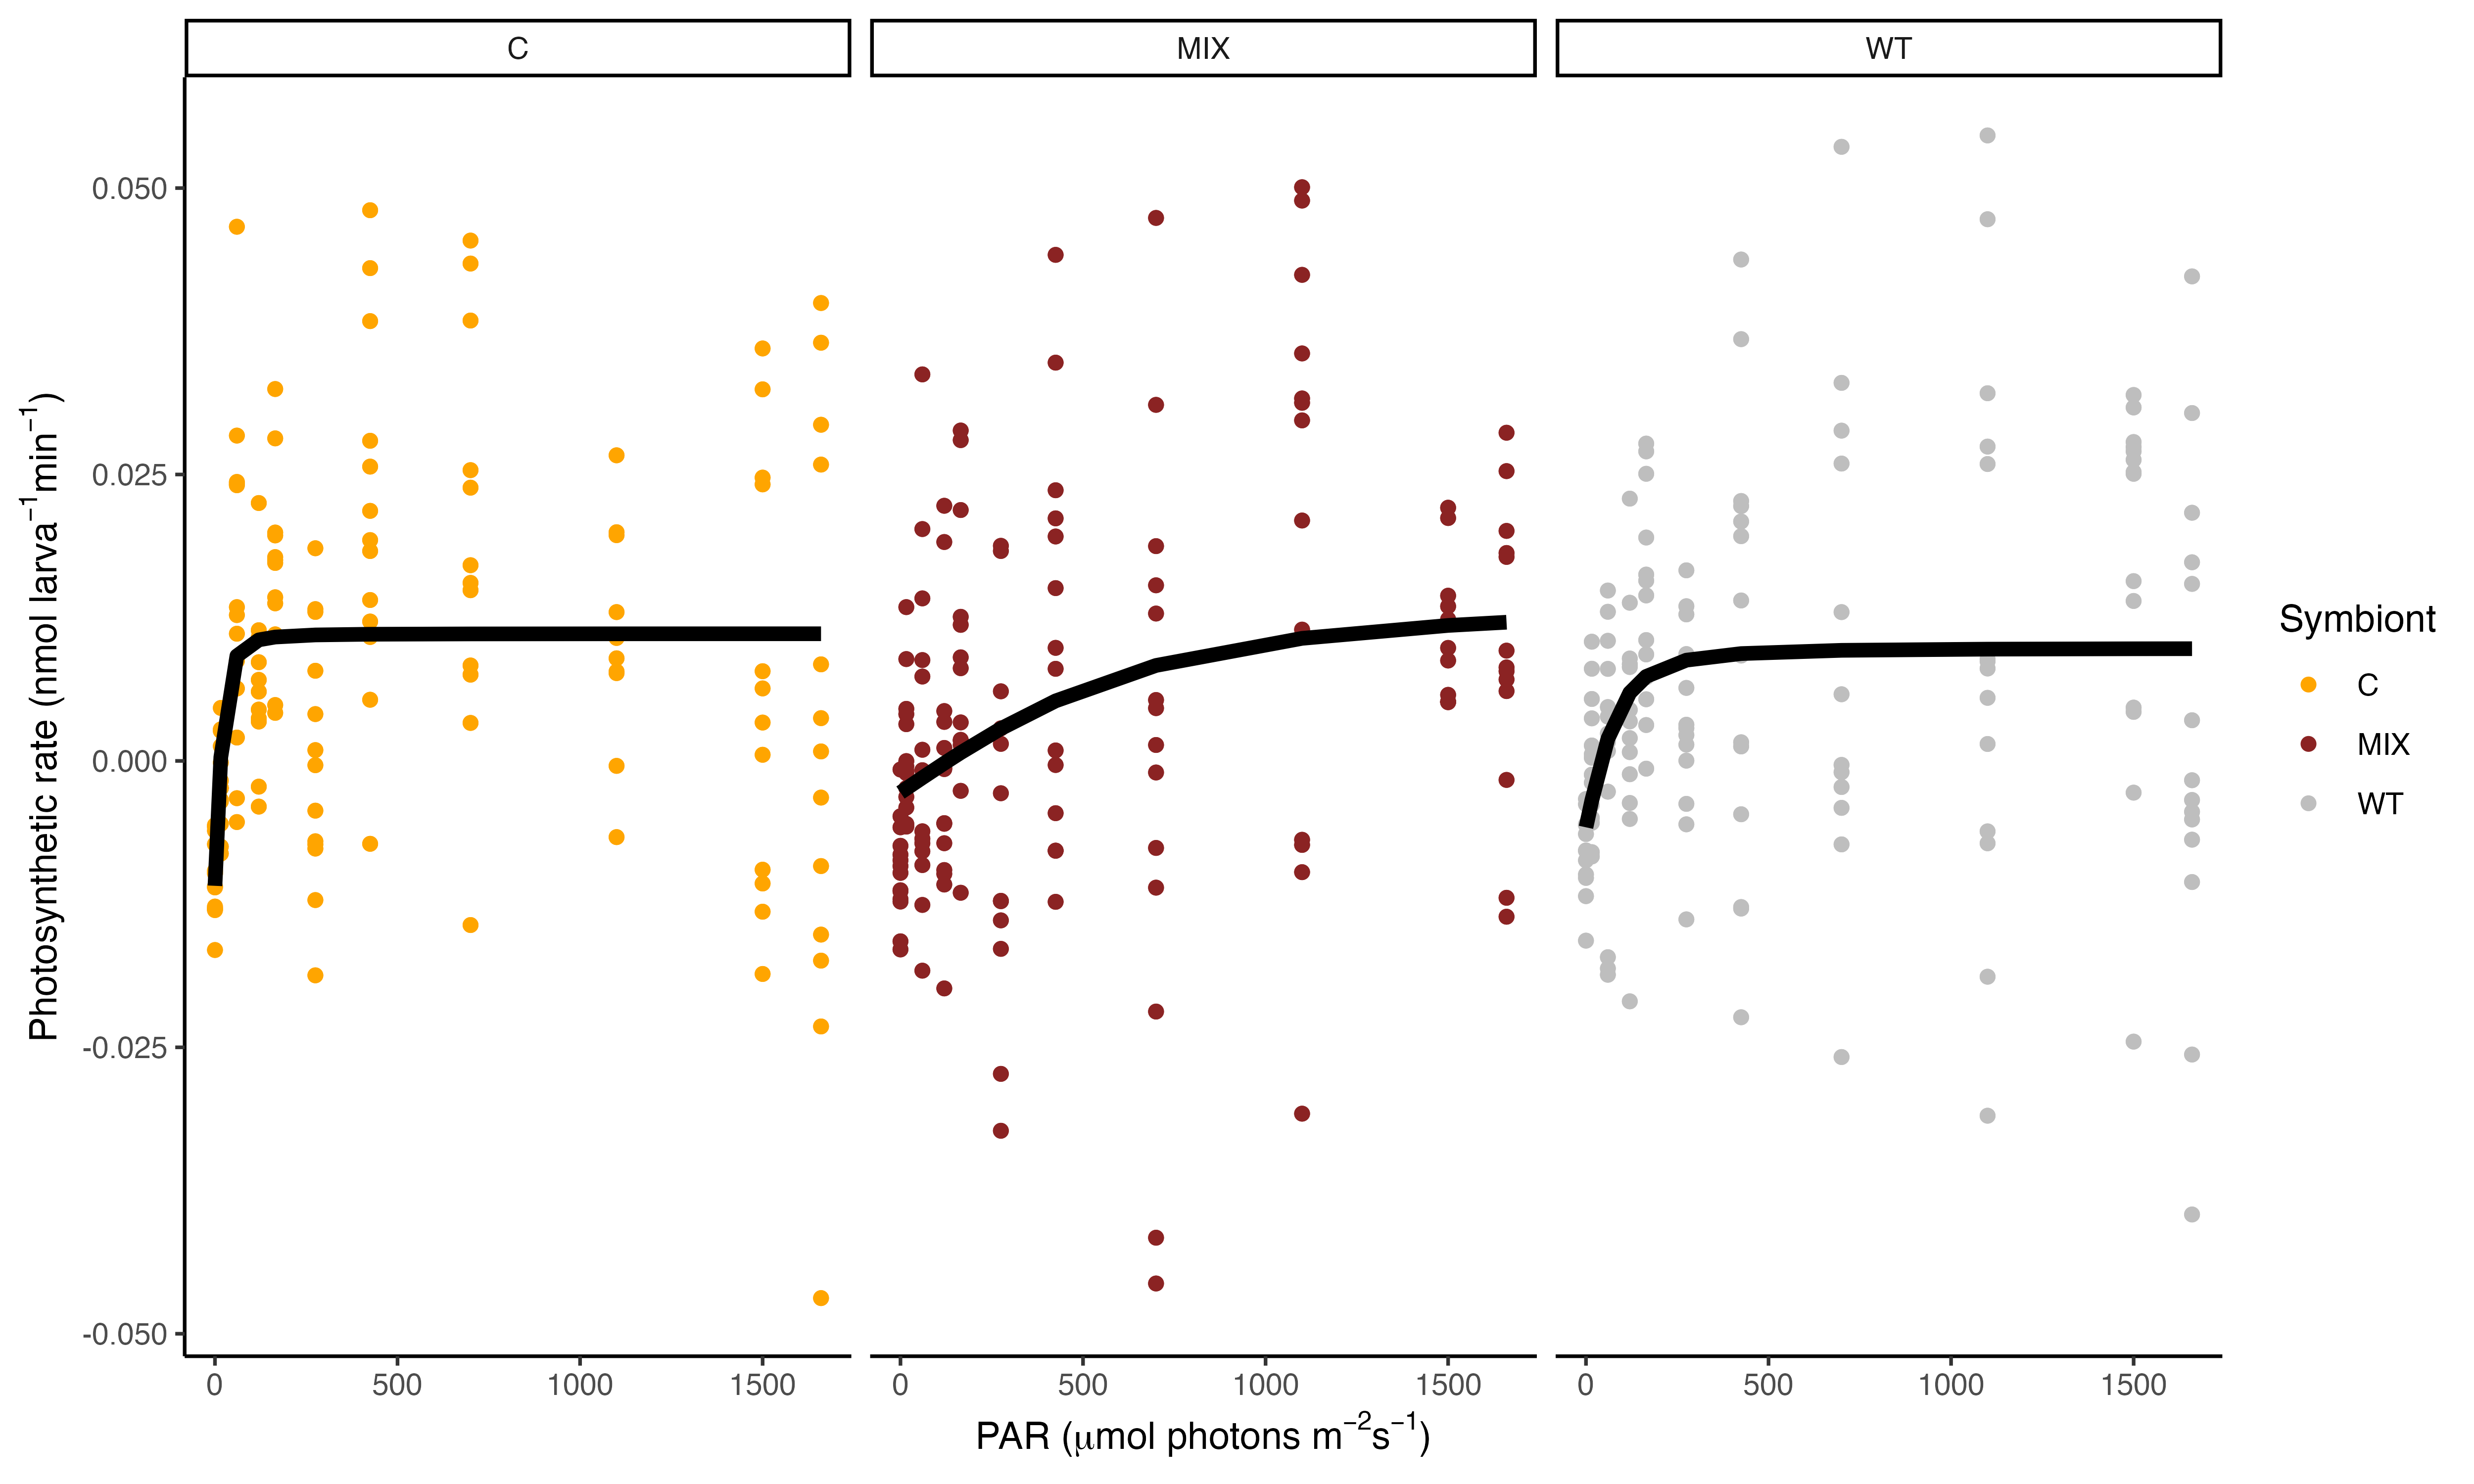 C MIX WT
0.050
0.025
0.000
-0.025
-0.050
Photosynthetic rate (nmol larva⁻¹min⁻¹)
0 500 1000 1500 0 500 1000 1500 0 500 1000 1500
PAR (μmol photons m⁻²s⁻¹)
Symbiont
C
MIX
WT